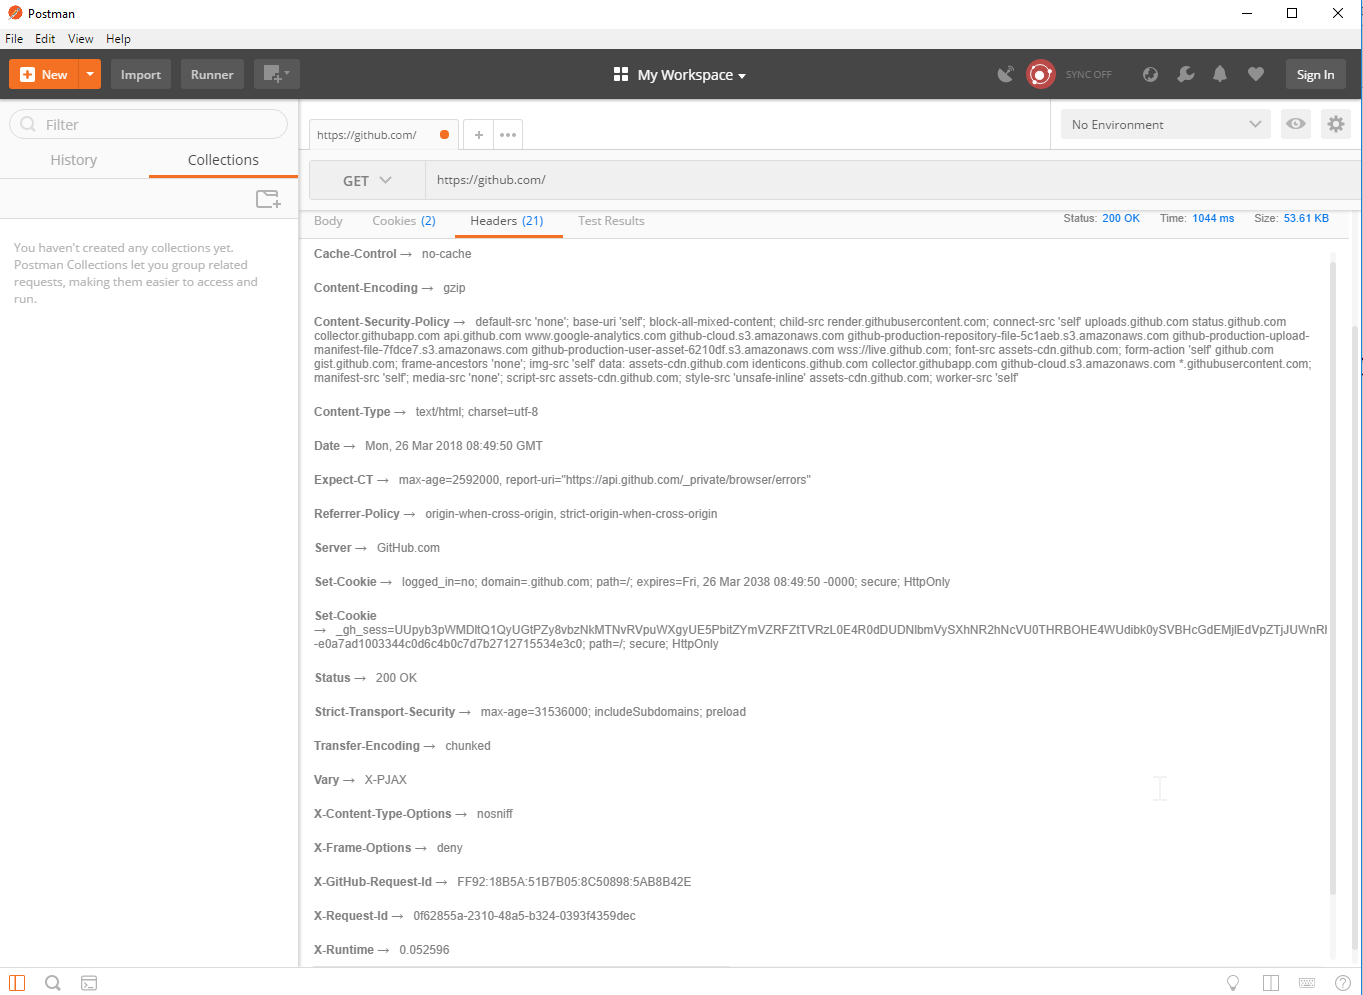 Postman
File Edit View Help
New Import Runner My Workspace SYNC OFF Sign In
Filter
History Collections
You haven't created any collections yet.
Postman Collections let you group related
requests, making them easier to access and
run.
https://github.com/ + No Environment
GET https://github.com/
Body Cookies (2) Headers (21) Test Results Status: 200 OK Time: 1044 ms Size: 53.61 KB
Cache-Control → no-cache
Content-Encoding → gzip
Content-Security-Policy → default-src 'none'; base-uri 'self'; block-all-mixed-content; child-src render.githubusercontent.com; connect-src 'self' uploads.github.com status.github.com
collector.githubapp.com api.github.com www.google-analytics.com github-cloud.s3.amazonaws.com github-production-repository-file-5c1aeb.s3.amazonaws.com github-production-upload-
manifest-file-7fdce7.s3.amazonaws.com github-production-user-asset-6210df.s3.amazonaws.com wss://live.github.com; font-src assets-cdn.github.com; form-action 'self' github.com
gist.github.com; frame-ancestors 'none'; img-src 'self' data: assets-cdn.github.com identicons.github.com collector.githubapp.com github-cloud.s3.amazonaws.com *.githubusercontent.com;
manifest-src 'self'; media-src 'none'; script-src assets-cdn.github.com; style-src 'unsafe-inline' assets-cdn.github.com; worker-src 'self'
Content-Type → text/html; charset=utf-8
Date → Mon, 26 Mar 2018 08:49:50 GMT
Expect-CT → max-age=2592000, report-uri="https://api.github.com/_private/browser/errors"
Referrer-Policy → origin-when-cross-origin, strict-origin-when-cross-origin
Server → GitHub.com
Set-Cookie → logged_in=no; domain=.github.com; path=/; expires=Fri, 26 Mar 2038 08:49:50 -0000; secure; HttpOnly
Set-Cookie
→
-e0a7ad1003344c0d6c4b0c7d7b2712715534e3c0; path=/; secure; HttpOnly
Status → 200 OK
Strict-Transport-Security → max-age=31536000; includeSubdomains; preload
Transfer-Encoding → chunked
Vary → X-PJAX
X-Content-Type-Options → nosniff
X-Frame-Options → deny
X-GitHub-Request-Id → FF92:18B5A:51B7B05:8C50898:5AB8B42E
X-Request-Id → 0f62855a-2310-48a5-b324-0393f4359dec
X-Runtime → 0.052596